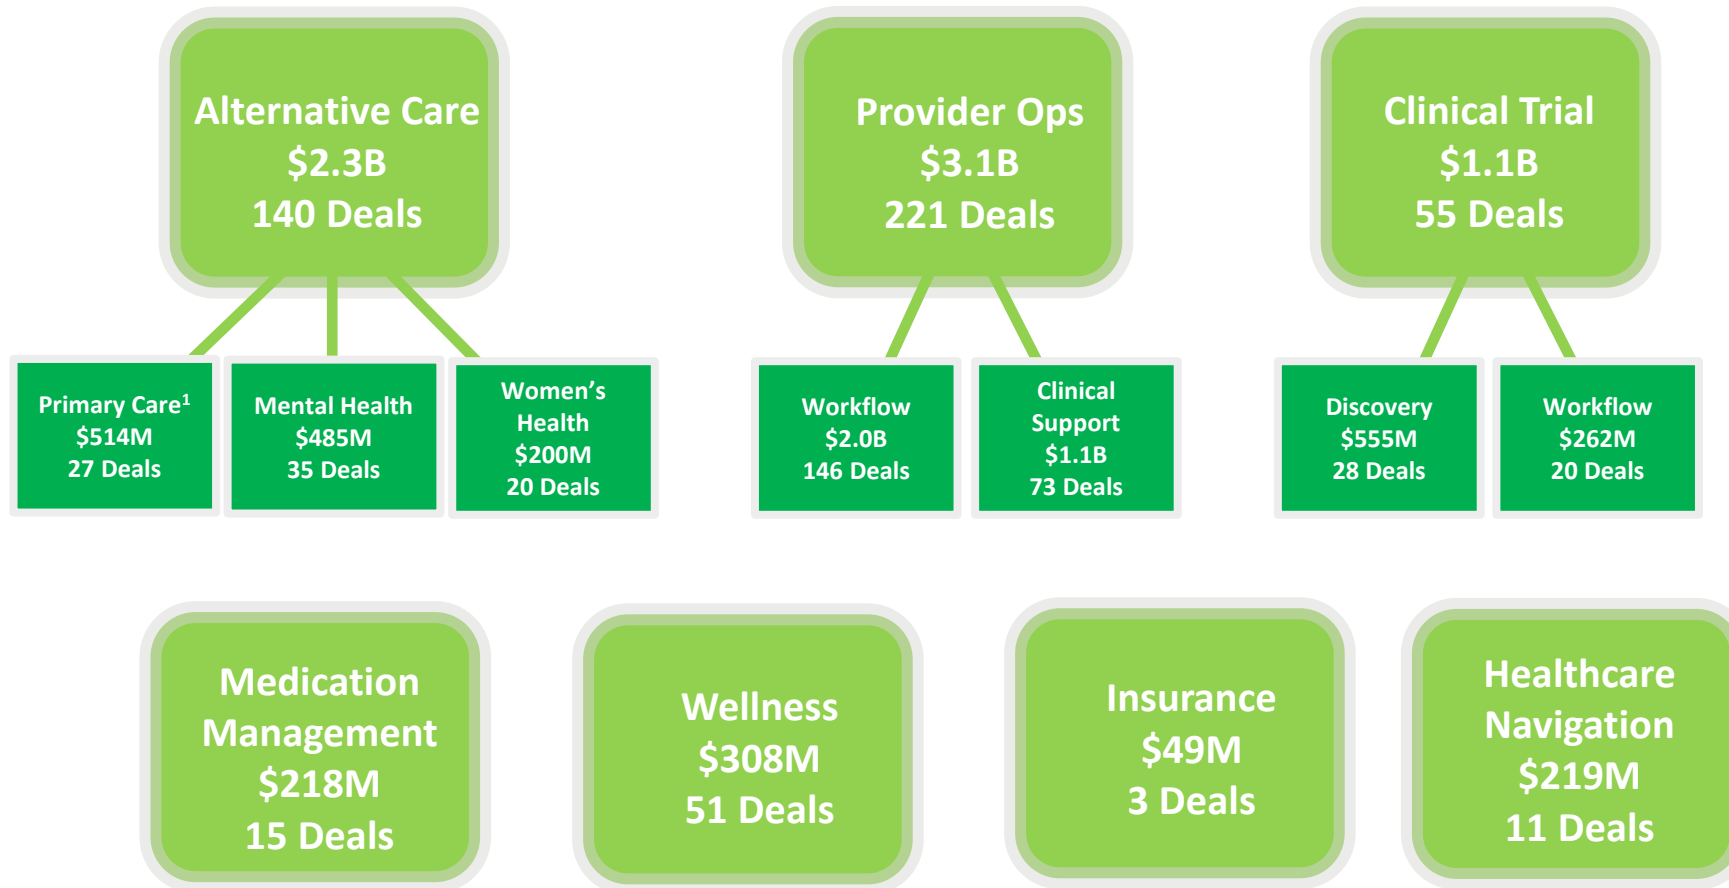 Alternative Care
$2.3B
140 Deals
Provider Ops
$3.1B
221 Deals
Clinical Trial
$1.1B
55 Deals
Primary Care¹
$514M
27 Deals
Mental Health
$485M
35 Deals
Women’s
Health
$200M
20 Deals
Workflow
$2.0B
146 Deals
Clinical
Support
$1.1B
73 Deals
Discovery
$555M
28 Deals
Workflow
$262M
20 Deals
Medication
Management
$218M
15 Deals
Wellness
$308M
51 Deals
Insurance
$49M
3 Deals
Healthcare
Navigation
$219M
11 Deals